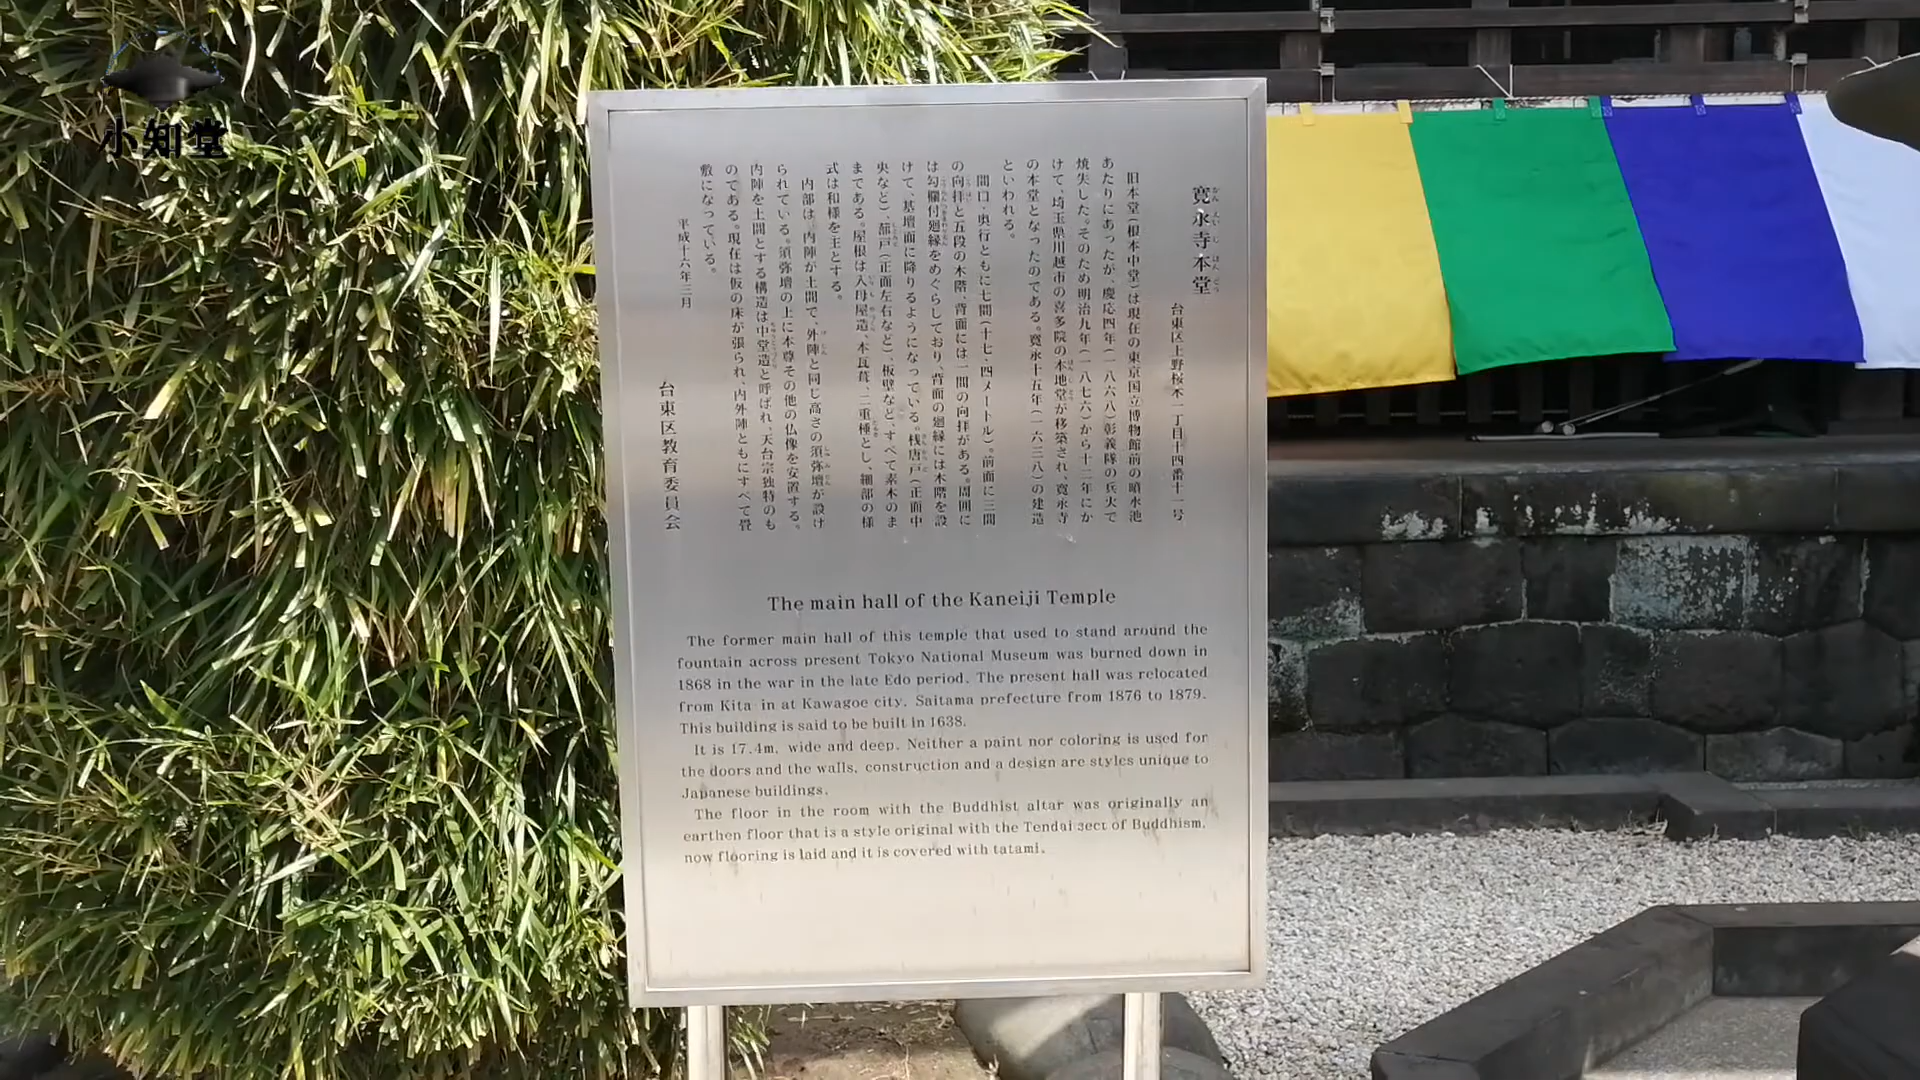 小知堂
寛永寺本堂
台東区上野桜木一丁目十四番十一号
旧本堂(根本中堂)は現在の東京国立博物館前の噴水池
あたりにあったが、慶応四年(一八六八)彰義隊の兵火で
焼失した。そのため明治九年(一八七六)から十二年にか
けて、埼玉県川越市の喜多院の本地堂が移築され、寛永寺
の本堂となったのである。寛永十五年(一六三八)の建造
といわれる。
間口・奥行ともに七間(十七・四メートル)。前面に三間
の向拝と五段の木階、背面には一間の向拝がある。周囲に
は勾欄付廻縁をめぐらしており、背面の廻縁には木階を設
けて、基壇面に降りるようになっている。桟唐戸(正面中
央など)、蔀戸(正面左右など)、板壁など、すべて素木のま
まである。屋根は入母屋造、本瓦葺、二重棰とし、細部の様
式は和様を主とする。
内部は、内陣が土間で、外陣と同じ高さの須弥壇が設け
られている。須弥壇の上に本尊その他の仏像を安置する。
内陣を土間とする構造は中堂造と呼ばれ、天台宗独特のも
のである。現在は仮の床が張られ、内外陣ともにすべて畳
敷になっている。
平成十六年三月
台東区教育委員会
The main hall of the Kaneiji Temple
The former main hall of this temple that used to stand around the
fountain across present Tokyo National Museum was burned down in
1868 in the war in the late Edo period. The present hall was relocated
from Kita-in at Kawagoe city, Saitama prefecture from 1876 to 1879.
This building is said to be built in 1638.
It is 17.4m, wide and deep. Neither a paint nor coloring is used for
the doors and the walls, construction and a design are styles unique to
Japanese buildings.
The floor in the room with the Buddhist altar was originally an
earthen floor that is a style original with the Tendai sect of Buddhism,
now flooring is laid and it is covered with tatami.